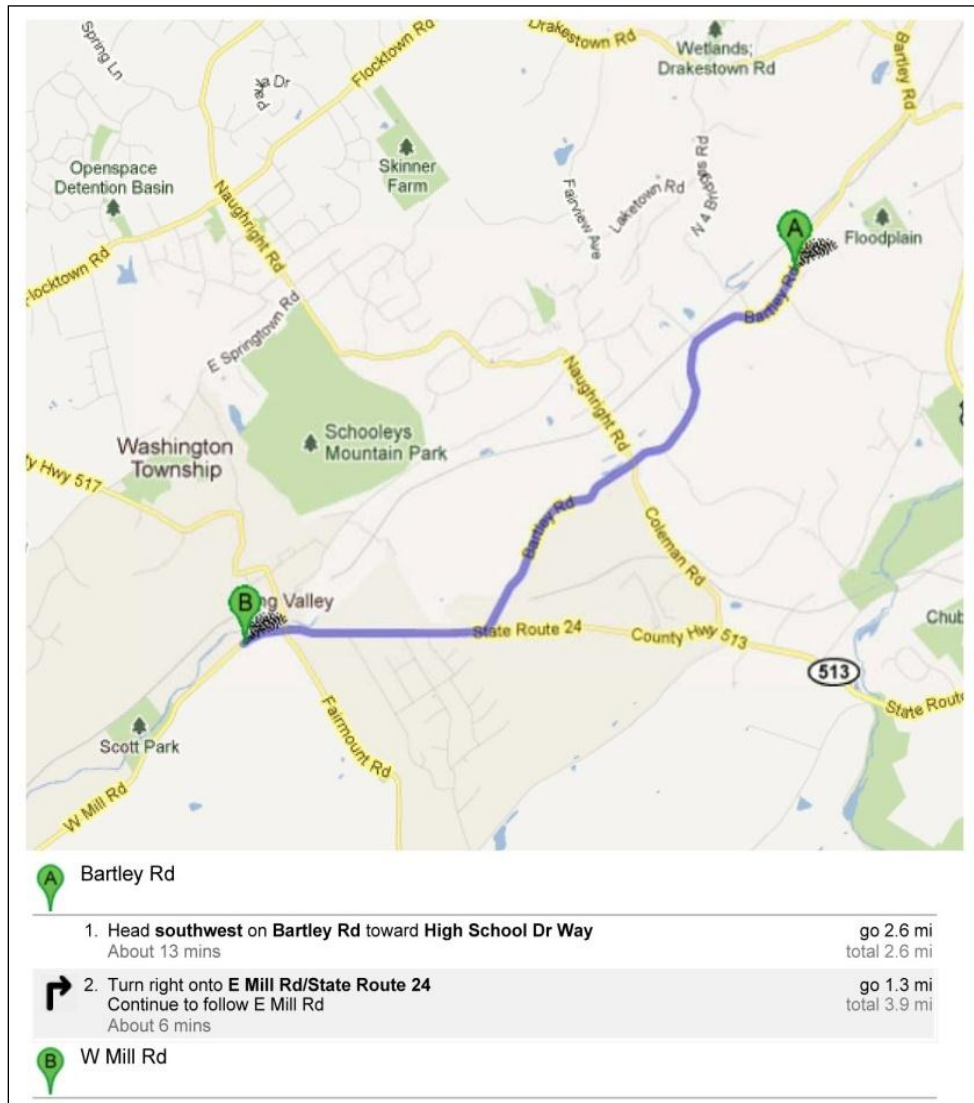 Spring Ln
Flocktown Rd
Drakestown Rd
Wetlands;
Drakestown Rd
Bartley Rd
Dr
Openspace
Detention Basin
Skinner
Farm
Naughright Rd
Fairview Ave
Laketown Rd
N 4 Bridges Rd
A
Floodplain
Flocktown Rd
E Springtown Rd
Bartley Rd
Naughright Rd
Schooleys
Mountain Park
Washington
Township
ty Hwy 517
Bartley Rd
Coleman Rd
B
ng Valley
State Route 24
County Hwy 513
Chub
513
State Route
Fairmount Rd
Scott Park
W Mill Rd
A Bartley Rd
1. Head southwest on Bartley Rd toward High School Dr Way go 2.6 mi
About 13 mins total 2.6 mi
2. Turn right onto E Mill Rd/State Route 24 go 1.3 mi
Continue to follow E Mill Rd total 3.9 mi
About 6 mins
B W Mill Rd